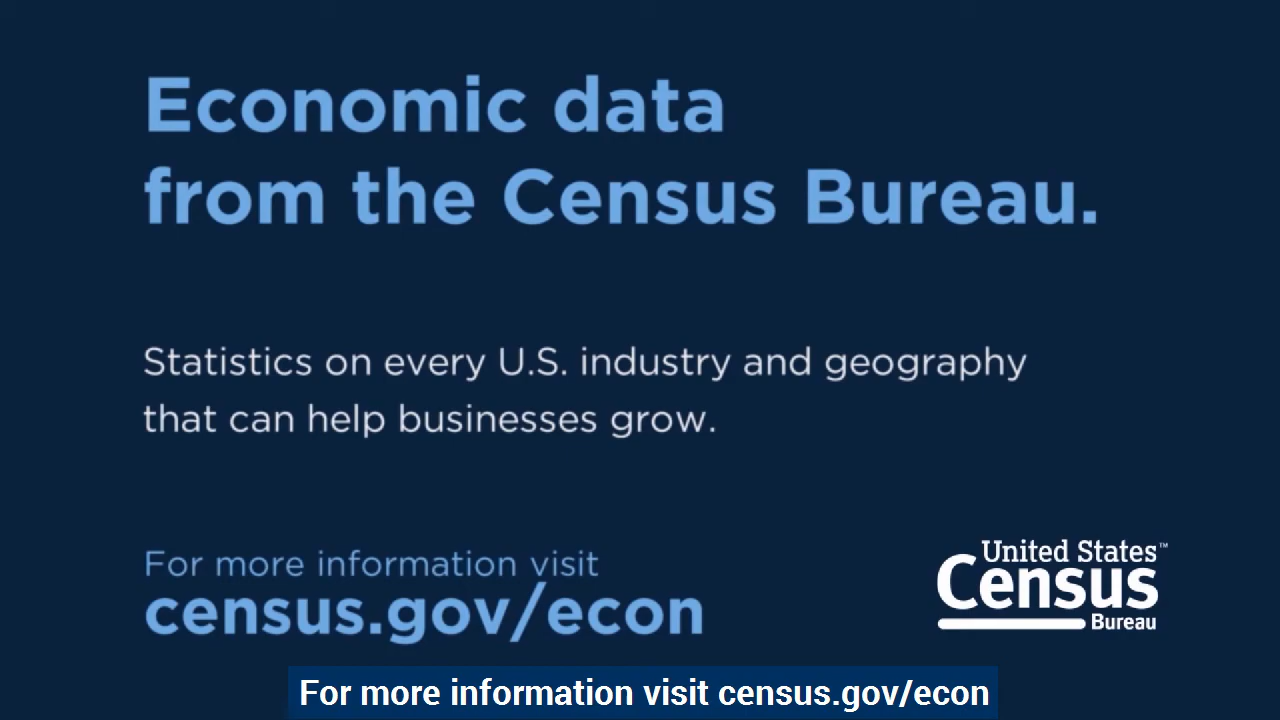 Economic data
from the Census Bureau.
Statistics on every U.S. industry and geography
that can help businesses grow.
For more information visit
census.gov/econ
United States™
Census
Bureau
For more information visit census.gov/econ